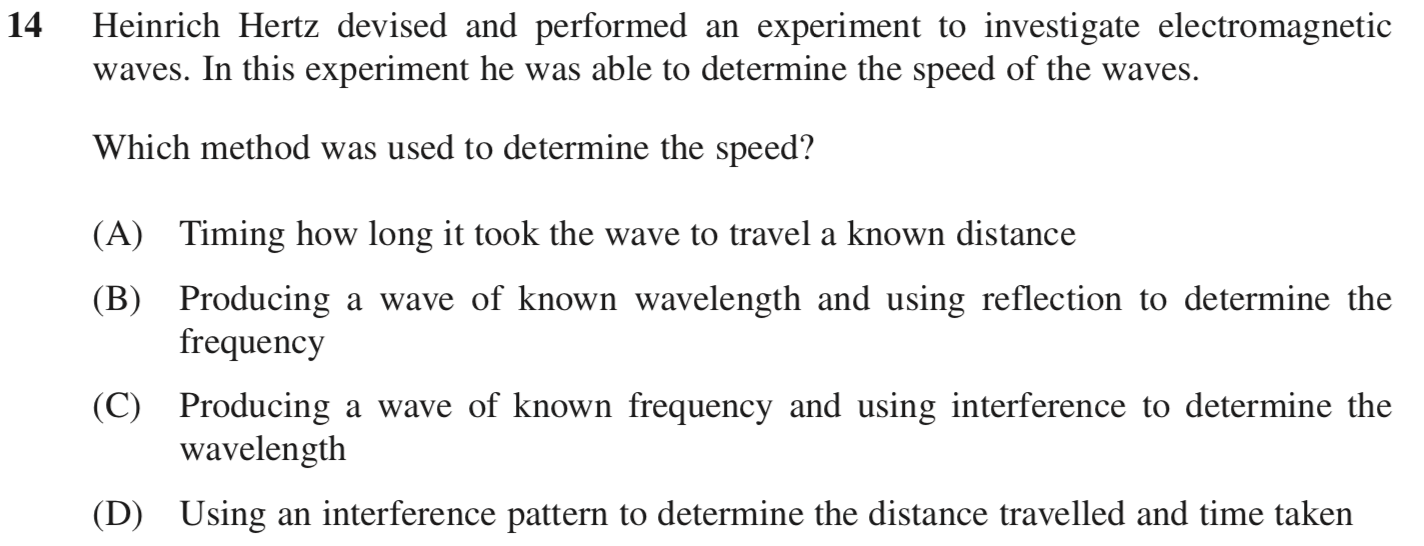 14 Heinrich Hertz devised and performed an experiment to investigate electromagnetic
waves. In this experiment he was able to determine the speed of the waves.
Which method was used to determine the speed?
(A) Timing how long it took the wave to travel a known distance
(B) Producing a wave of known wavelength and using reflection to determine the
frequency
(C) Producing a wave of known frequency and using interference to determine the
wavelength
(D) Using an interference pattern to determine the distance travelled and time taken